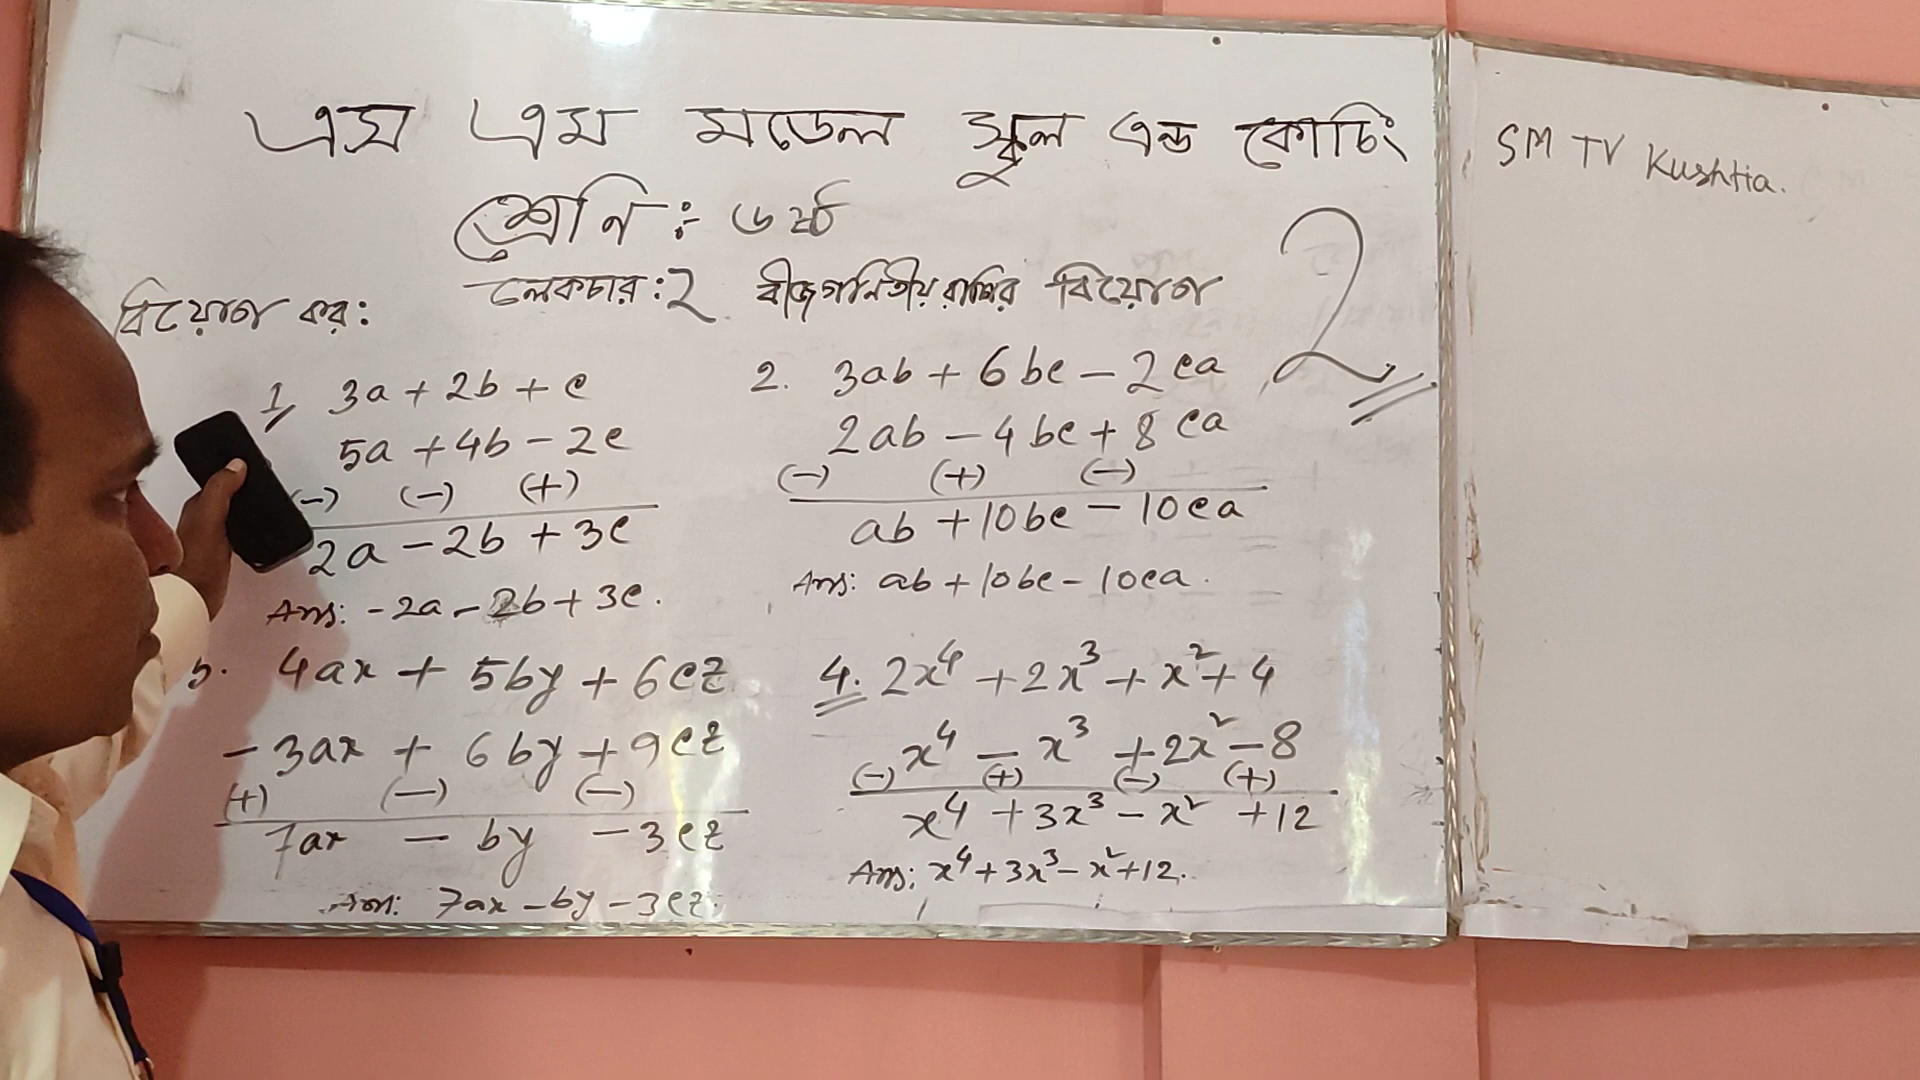 এস এম মডেল স্কুল এন্ড কোচিং
শ্রেণি : ৬ষ্ঠ
লেকচার : 2 বীজগনিতীয় রাশির বিয়োগ
2
বিয়োগ কর:
1, 3a + 2b + c
5a + 4b - 2c
(-) (-) (+)
2a - 2b + 3c
Ans: -2a - 2b + 3c.
2. 3ab + 6bc - 2ca
2ab - 4bc + 8ca
(-) (+) (-)
ab + 10bc - 10ca
Ans: ab + 10bc - 10ca.
4ax + 5by + 6cz
-3ax + 6by + 9cz
(+) (-) (-)
7ax - by - 3cz
Ans: 7ax - by - 3cz.
4. 2x⁴ + 2x³ + x² + 4
x⁴ - x³ + 2x² - 8
(-) (+) (-) (+)
x⁴ + 3x³ - x² + 12
Ans: x⁴ + 3x³ - x² + 12.
SM TV Kushtia.